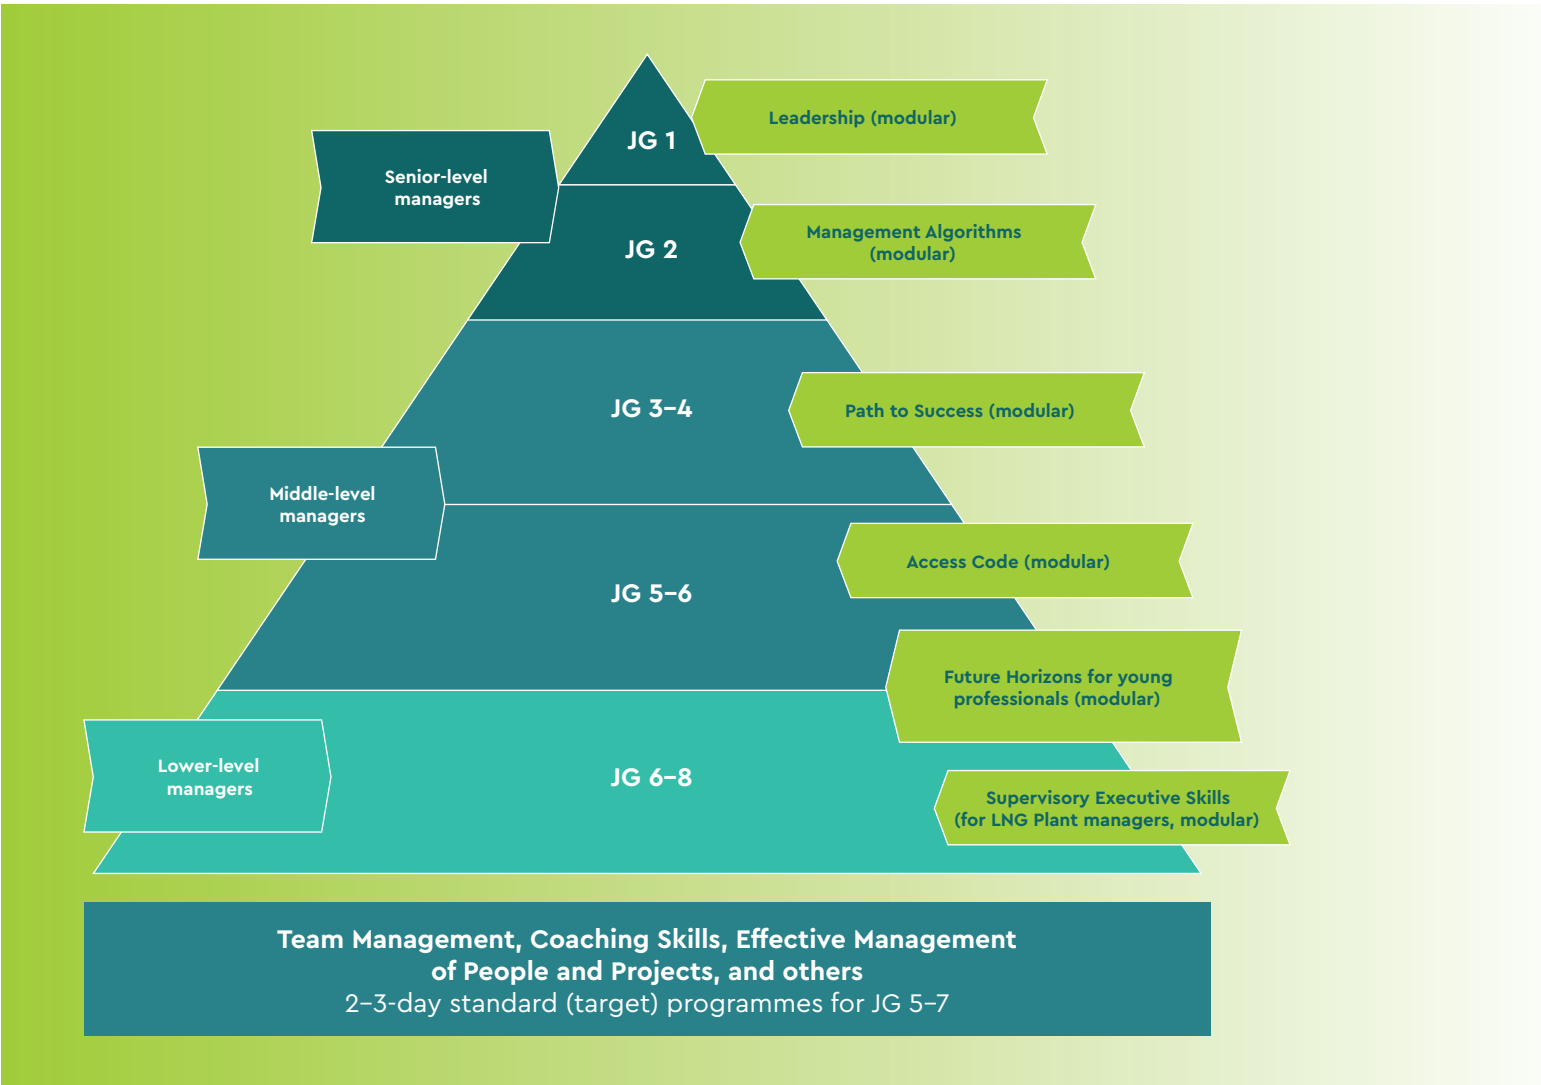 Leadership (modular)
JG 1
Senior-level
managers
Management Algorithms
(modular)
JG 2
Path to Success (modular)
JG 3–4
Middle-level
managers
Access Code (modular)
JG 5–6
Future Horizons for young
professionals (modular)
Lower-level
managers
JG 6–8
Supervisory Executive Skills
(for LNG Plant managers, modular)
Team Management, Coaching Skills, Effective Management
of People and Projects, and others
2–3-day standard (target) programmes for JG 5–7